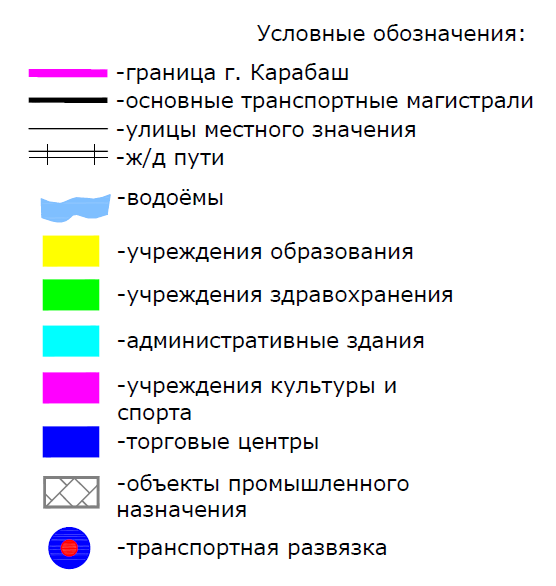 Условные обозначения:
-граница г. Карабаш
-основные транспортные магистрали
-улицы местного значения
-ж/д пути
-водоёмы
-учреждения образования
-учреждения здравохранения
-административные здания
-учреждения культуры и
спорта
-торговые центры
-объекты промышленного
назначения
-транспортная развязка